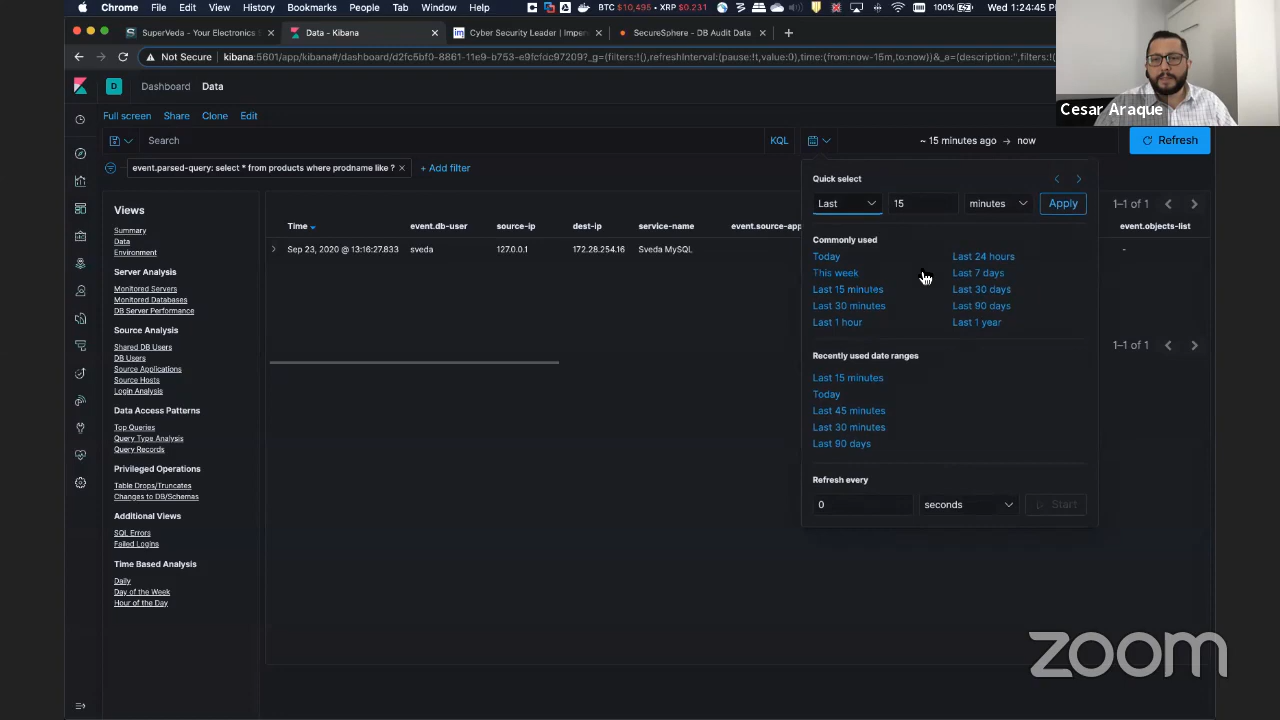 Chrome File Edit View History Bookmarks People Tab Window Help BTC $10,495 XRP $0.231 100% Wed 1:24:45
SuperVeda - Your Electronics Data - Kibana Cyber Security Leader | Imper SecureSphere - DB Audit Data
Not Secure kibana:5601/app/kibana#/dashboard/d2fc5bf0-8861-11e9-b753-e9fcfdc97209?_g=(filters:!(),refreshInterval:(pause:!t,value:0),time:(from:now-15m,to:now))&_a=(description:'',filters:!(
D Dashboard Data
Cesar Araque
Full screen Share Clone Edit
Search KQL ~ 15 minutes ago → now Refresh
event.parsed-query: select * from products where prodname like ? × + Add filter
Views
Summary
Data
Environment
Server Analysis
Monitored Servers
Monitored Databases
DB Server Performance
Source Analysis
Shared DB Users
DB Users
Source Applications
Source Hosts
Login Analysis
Data Access Patterns
Top Queries
Query Type Analysis
Query Records
Privileged Operations
Table Drops/Truncates
Changes to DB/Schemas
Additional Views
SQL Errors
Failed Logins
Time Based Analysis
Daily
Day of the Week
Hour of the Day
1–1 of 1
Time event.db-user source-ip dest-ip service-name event.source-app event.objects-list
Sep 23, 2020 @ 13:16:27.833 sveda 127.0.0.1 172.28.254.16 Sveda MySQL -
1–1 of 1
Quick select
Last 15 minutes Apply
Commonly used
Today Last 24 hours
This week Last 7 days
Last 15 minutes Last 30 days
Last 30 minutes Last 90 days
Last 1 hour Last 1 year
Recently used date ranges
Last 15 minutes
Today
Last 45 minutes
Last 30 minutes
Last 90 days
Refresh every
0 seconds Start
zoom